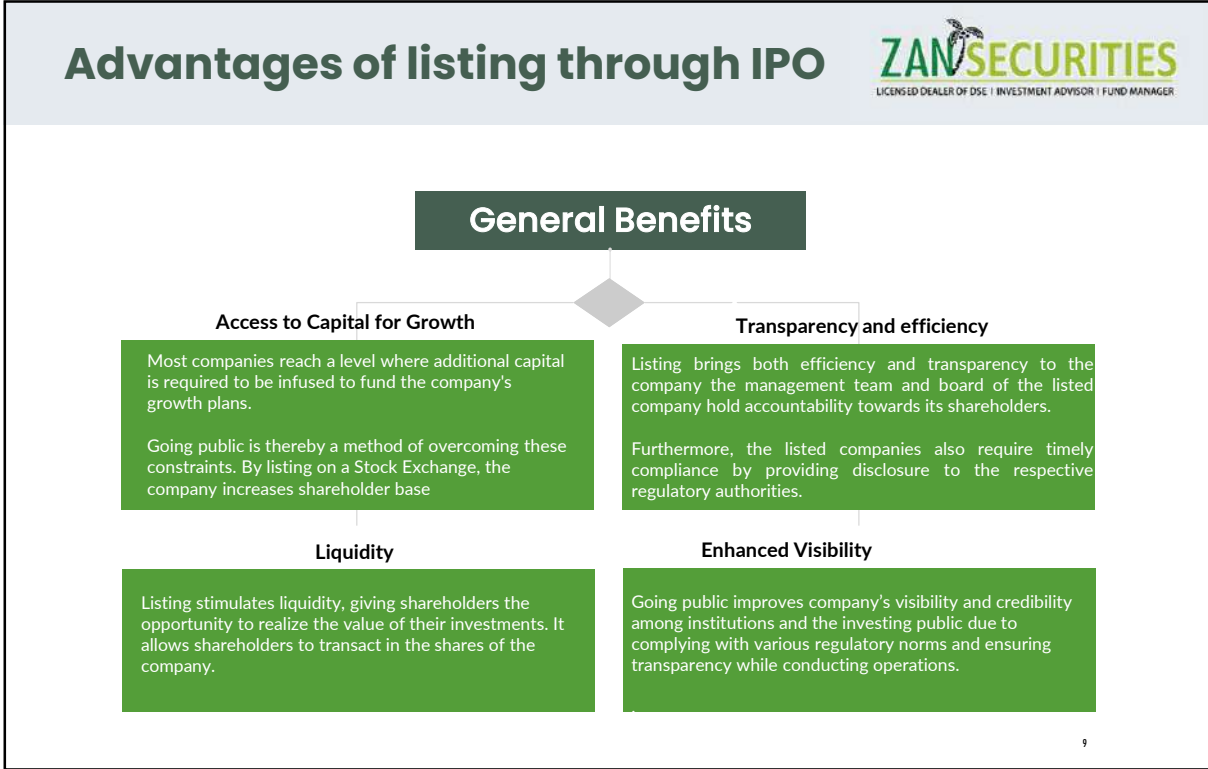 Advantages of listing through IPO
ZANSECURITIES
LICENSED DEALER OF DSE | INVESTMENT ADVISOR | FUND MANAGER
General Benefits
Access to Capital for Growth
Most companies reach a level where additional capital
is required to be infused to fund the company's
growth plans.
Going public is thereby a method of overcoming these
constraints. By listing on a Stock Exchange, the
company increases shareholder base
Transparency and efficiency
Listing brings both efficiency and transparency to the
company the management team and board of the listed
company hold accountability towards its shareholders.
Furthermore, the listed companies also require timely
compliance by providing disclosure to the respective
regulatory authorities.
Liquidity
Listing stimulates liquidity, giving shareholders the
opportunity to realize the value of their investments. It
allows shareholders to transact in the shares of the
company.
Enhanced Visibility
Going public improves company’s visibility and credibility
among institutions and the investing public due to
complying with various regulatory norms and ensuring
transparency while conducting operations.
.
9